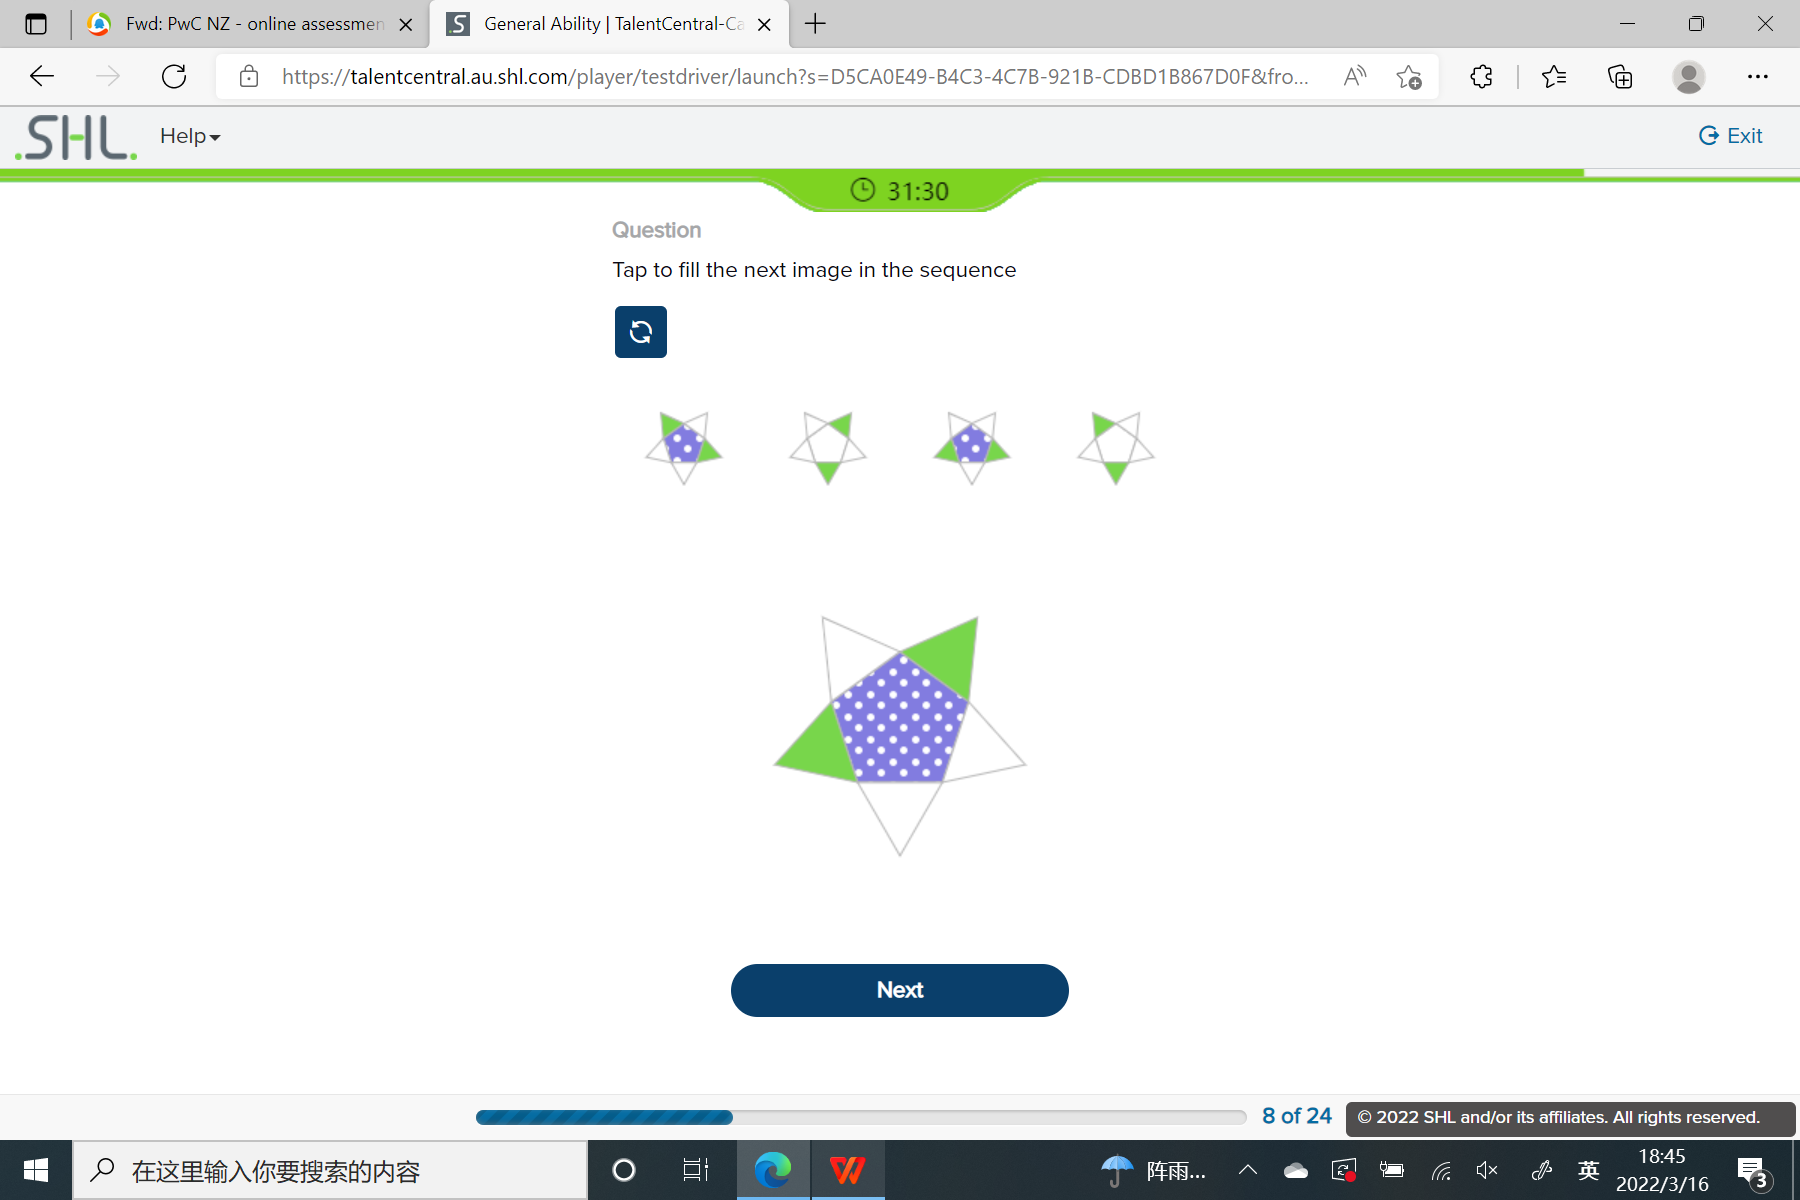 Fwd: PwC NZ - online assessmen
General Ability | TalentCentral-Ca
https://talentcentral.au.shl.com/player/testdriver/launch?s=D5CA0E49-B4C3-4C7B-921B-CDBD1B867D0F&fro...
.SHL.
Help
Exit
31:30
Question
Tap to fill the next image in the sequence
Next
8 of 24
© 2022 SHL and/or its affiliates. All rights reserved.
在这里输入你要搜索的内容
阵雨...
英
18:45
2022/3/16
3